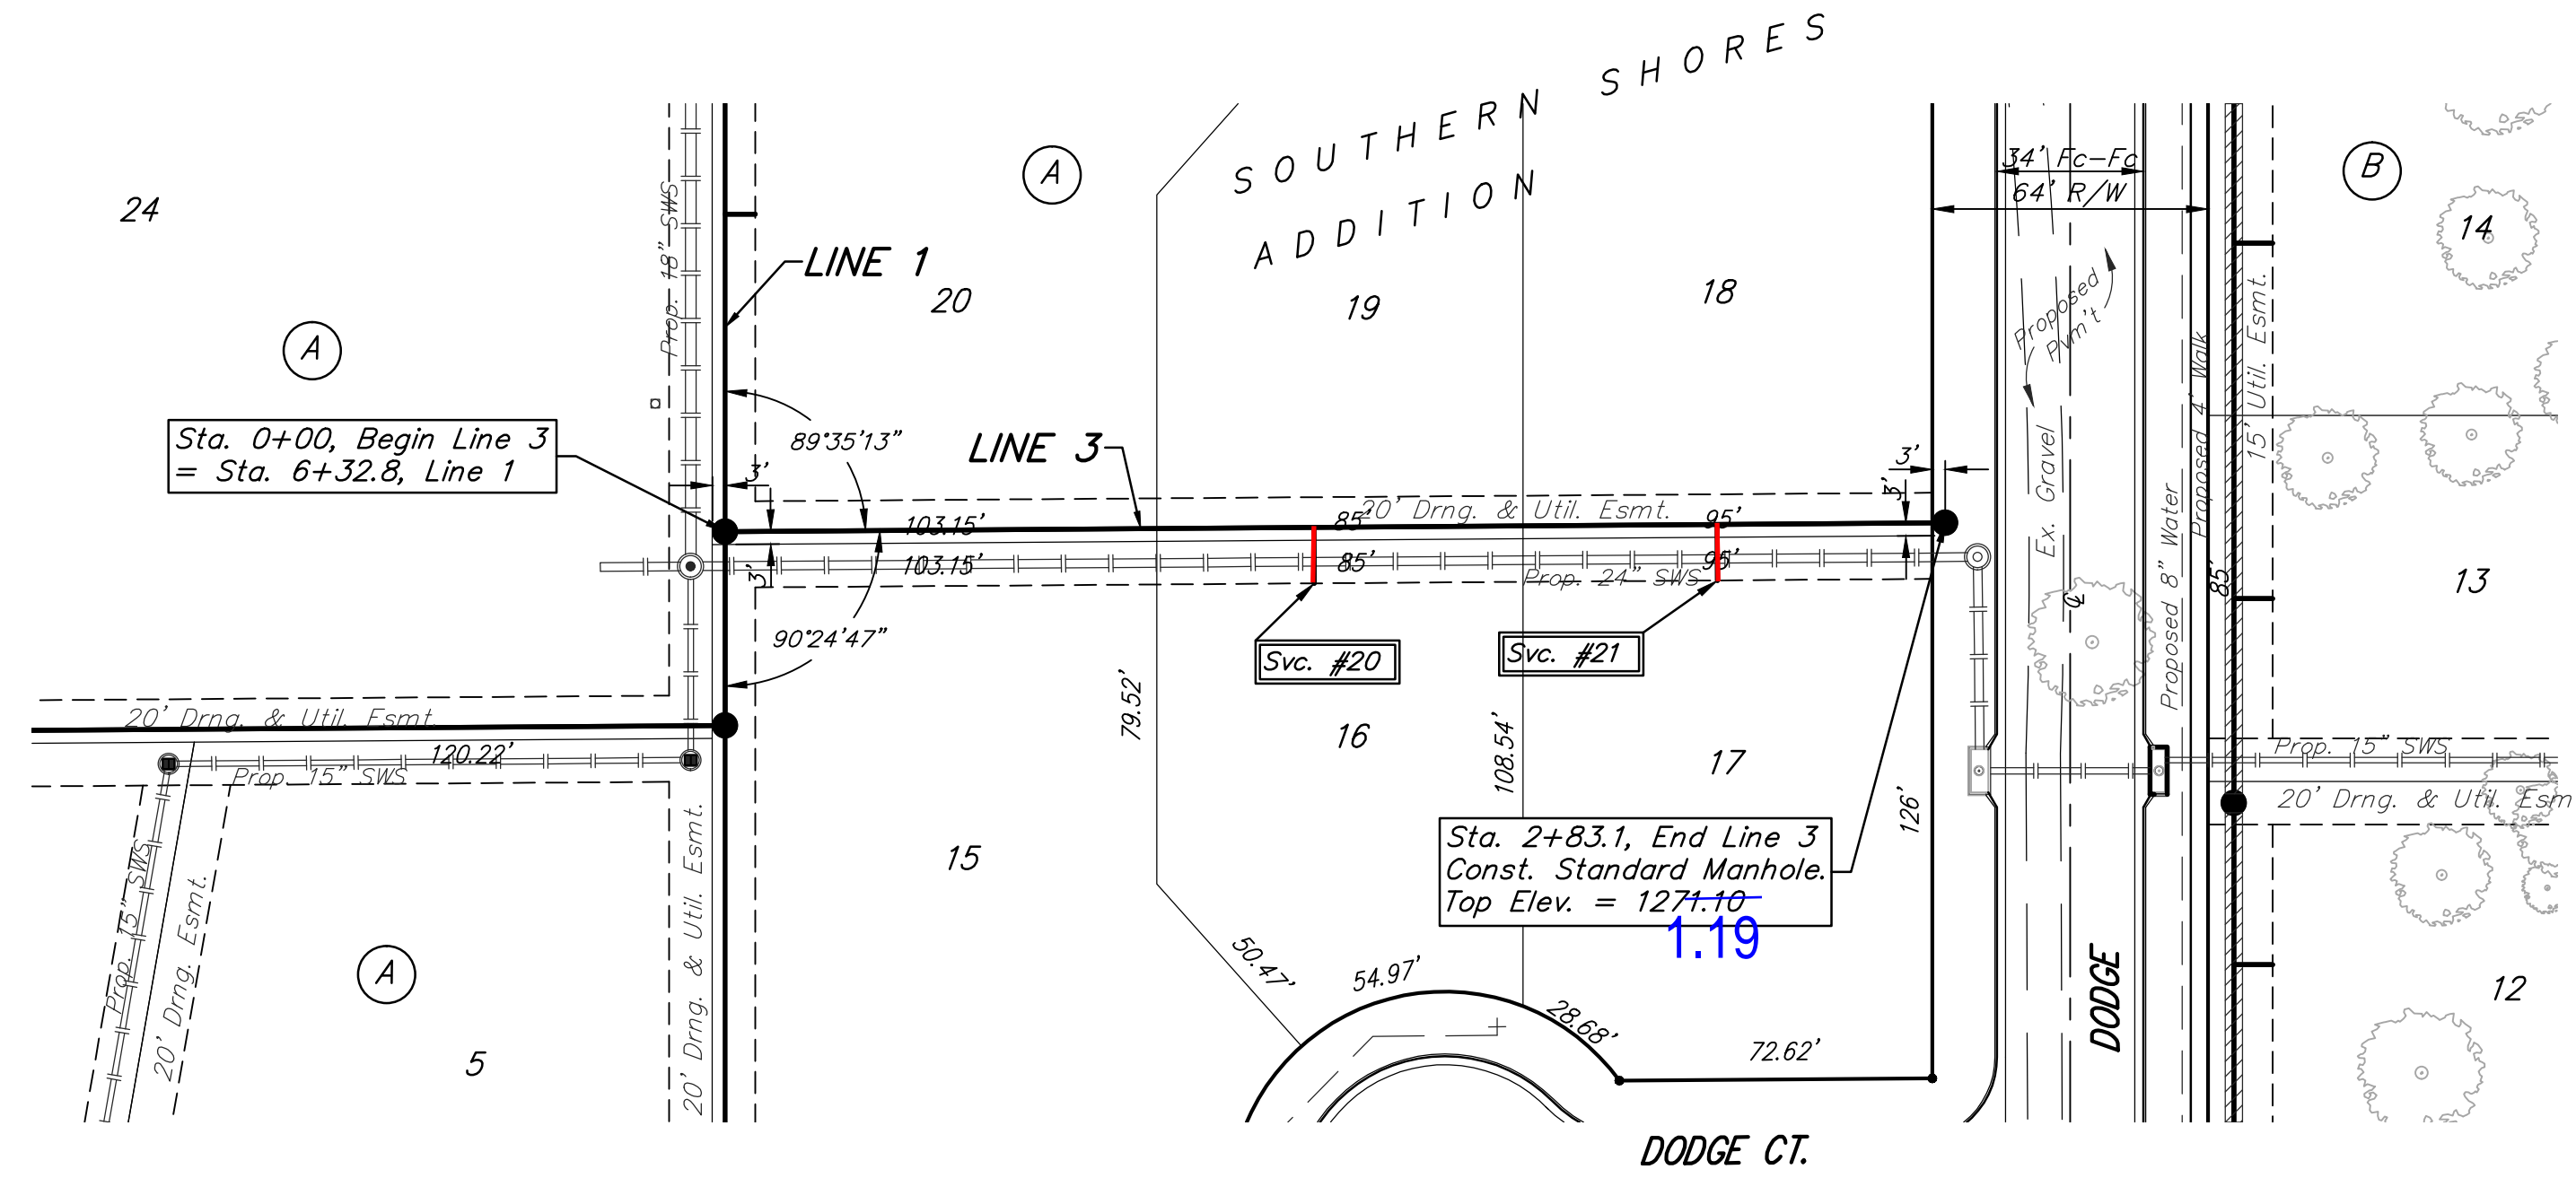 SOUTHERN SHORES
ADDITION
24
A
A
B
34' Fc-Fc
64' R/W
14
Prop. 18" SWS
LINE 1
20
19
18
Proposed
Pvm't
15' Util. Esmt.
Proposed 4' Walk
Sta. 0+00, Begin Line 3
= Sta. 6+32.8, Line 1
89°35'13"
LINE 3
3'
3'
3'
3'
103.15'
85'
20' Drng. & Util. Esmt.
95'
103.15'
85'
95'
Prop. 24" SWS
Ex. Gravel
Proposed 8" Water
85'
13
90°24'47"
Svc. #20
Svc. #21
79.52'
16
108.54'
17
126'
20' Drng. & Util. Esmt.
120.22'
Prop. 15" SWS
Prop. 15" SWS
20' Drng. & Util. Esm
Sta. 2+83.1, End Line 3
Const. Standard Manhole.
Top Elev. = 1271.10
1.19
15
Prop. 15" SWS
20' Drng. Esmt.
20' Drng. & Util. Esmt.
A
5
50.47'
54.97'
28.68'
72.62'
DODGE
12
DODGE CT.